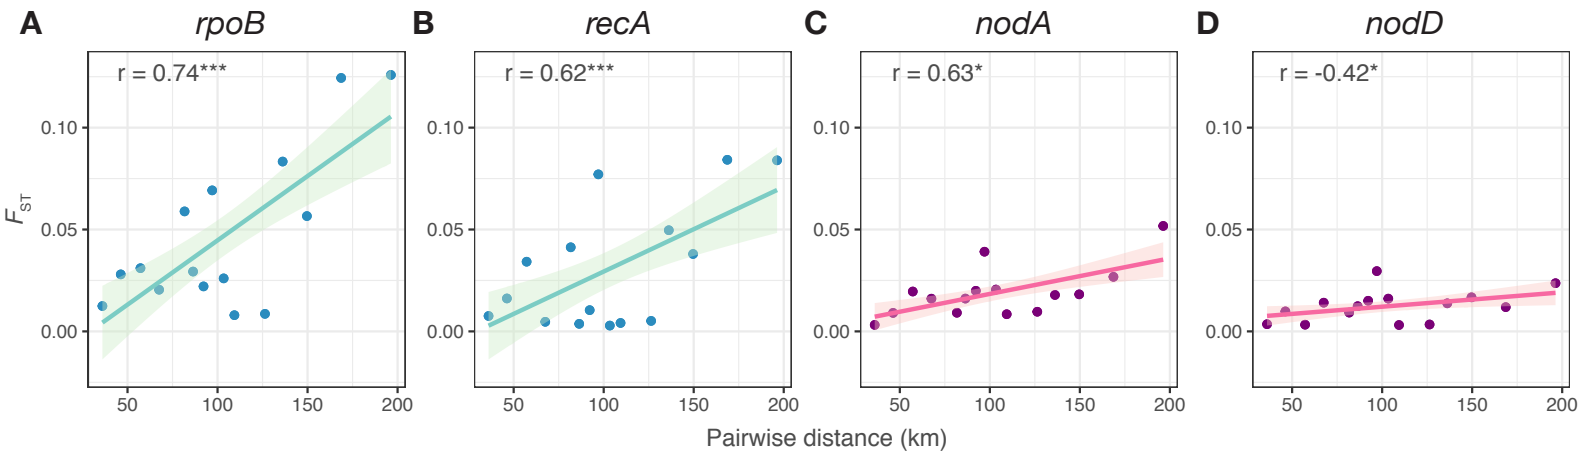 A rpoB B recA C nodA D nodD
r = 0.74*** r = 0.62*** r = 0.63* r = -0.42*
0.10 0.10 0.10 0.10
0.05 0.05 0.05 0.05
0.00 0.00 0.00 0.00
FST
50 100 150 200 50 100 150 200 50 100 150 200 50 100 150 200
Pairwise distance (km)